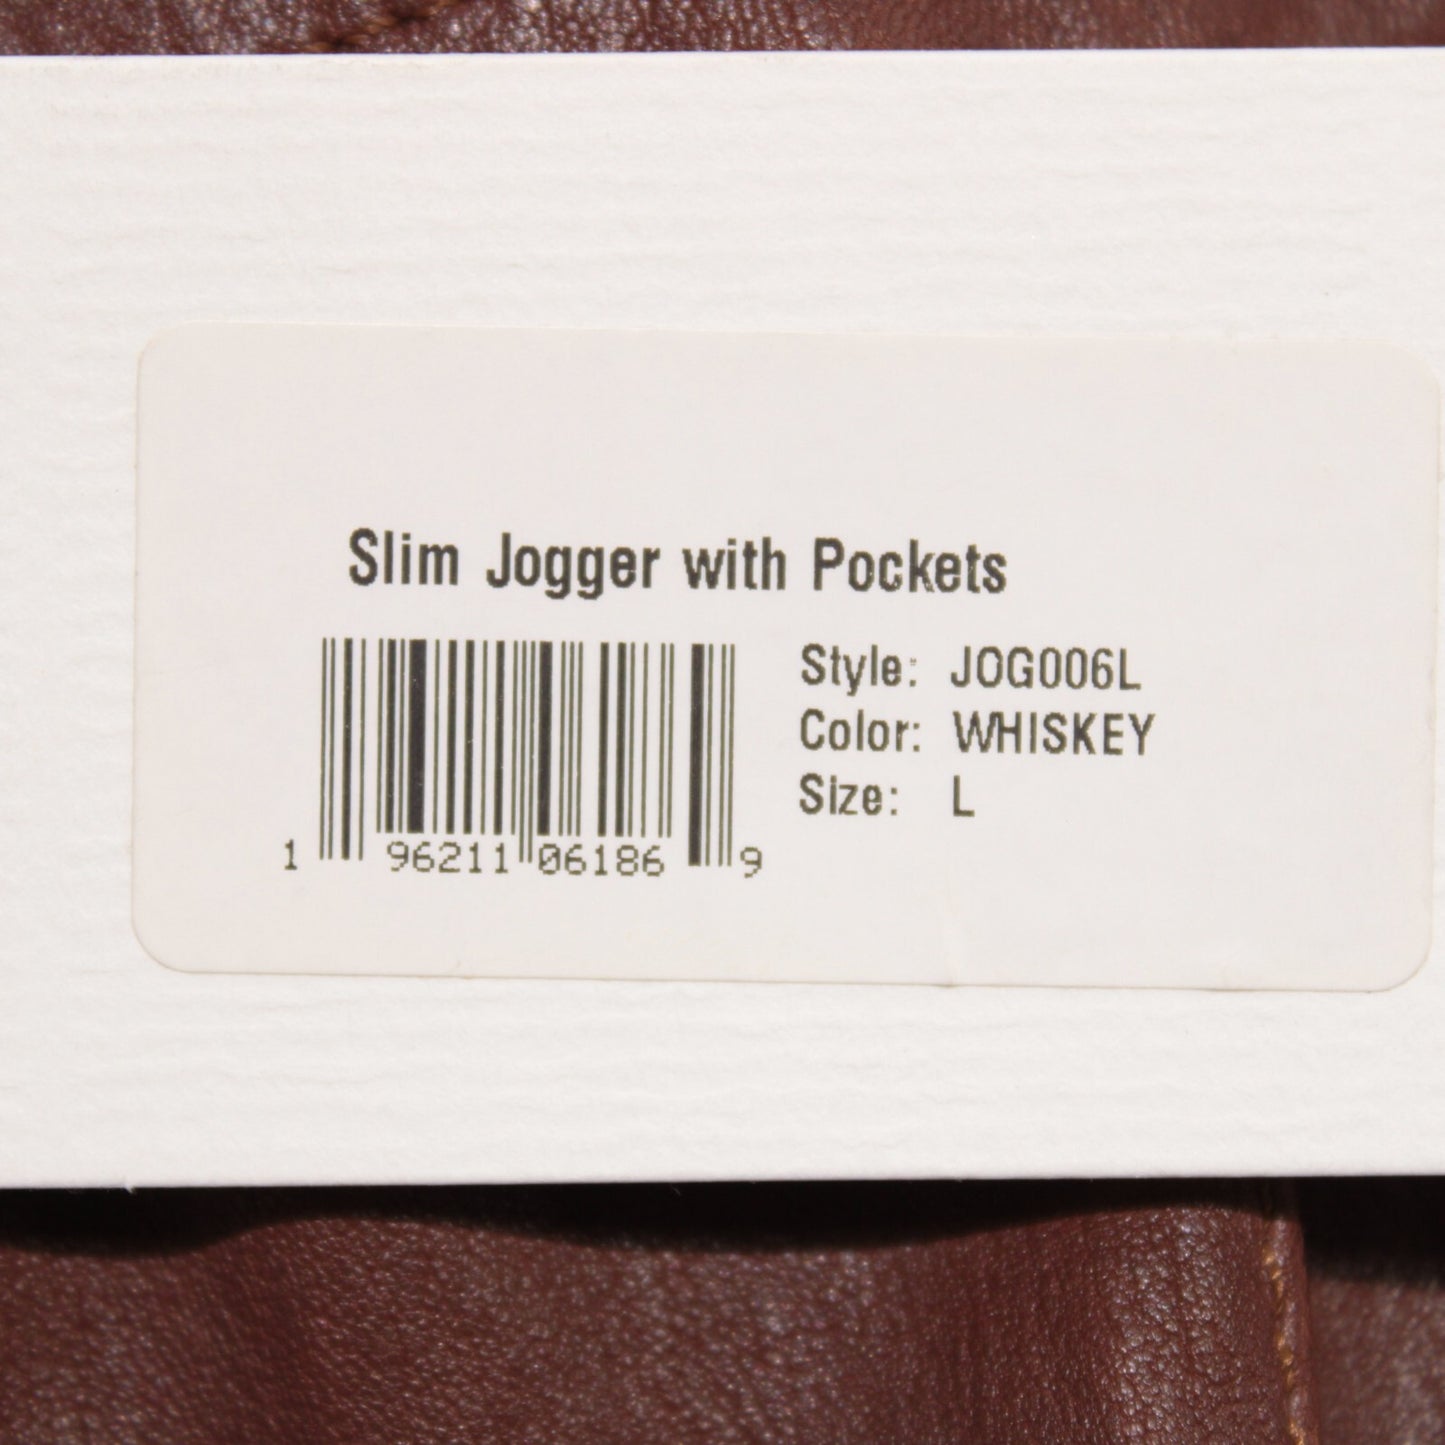 Slim Jogger with Pockets
Style: JOG006L
Color: WHISKEY
Size: L
1 96211 06186 9